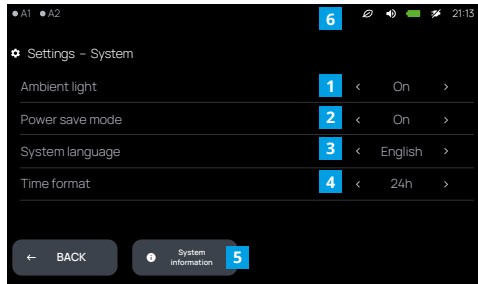 A1 A2 6 21:13
Settings – System
Ambient light 1 < On >
Power save mode 2 < On >
System language 3 < English >
Time format 4 < 24h >
← BACK
System
information 5